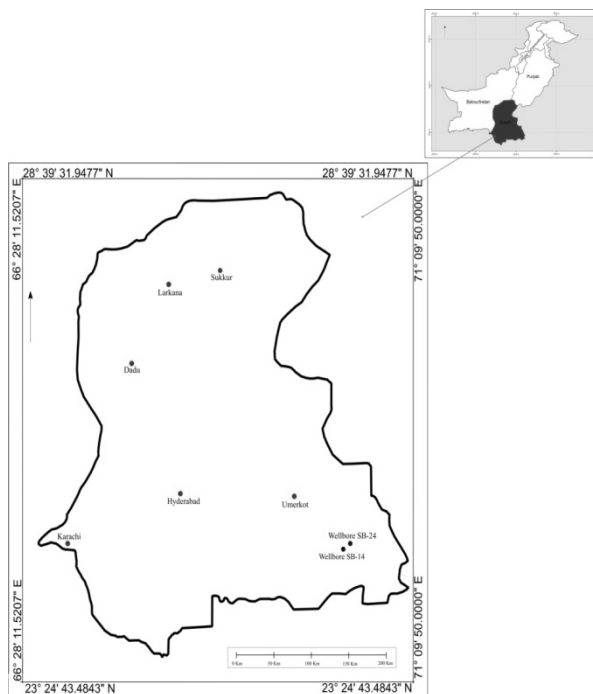 Punjab
Balouchistan
28° 39' 31.9477" N
28° 39' 31.9477" N
66° 28' 11.5207" E
71° 09' 50.0000" E
Sukkur
Larkana
Dadu
Hyderabad
Umerkot
Karachi
Wellbore SB-24
Wellbore SB-14
66° 28' 11.5207" E
71° 09' 50.0000" E
0 Km
50 Km
100 Km
150 Km
200 Km
23° 24' 43.4843" N
23° 24' 43.4843" N